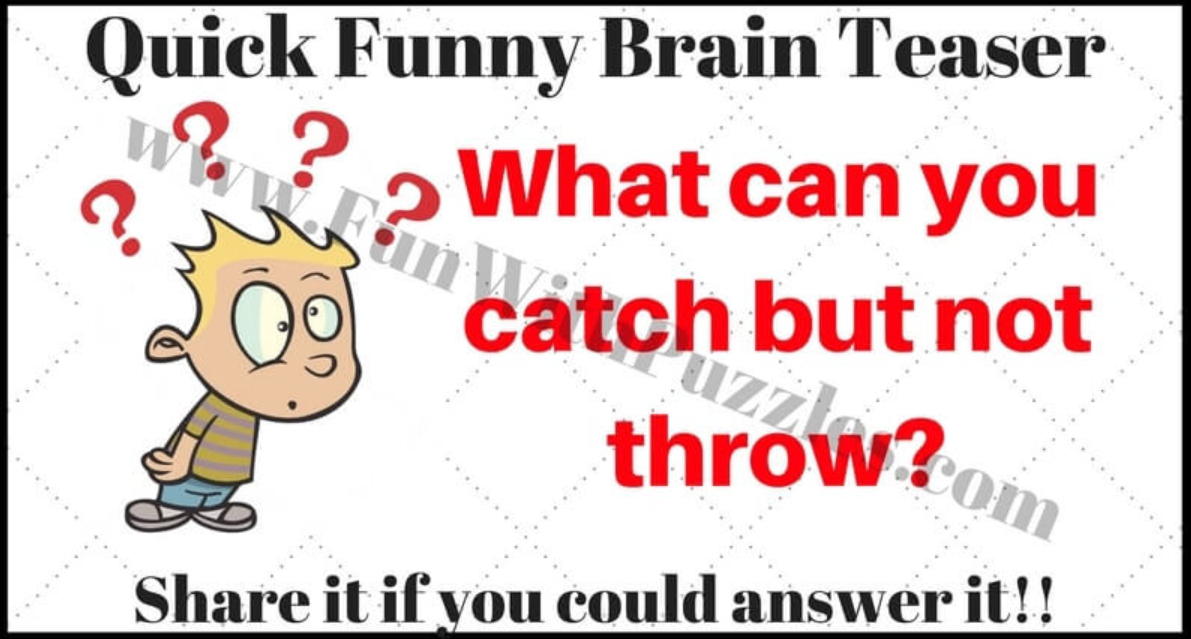 Quick Funny Brain Teaser
? ? ? ?
www.FunWithPuzzles.com
What can you
catch but not
throw?
Share it if you could answer it!!